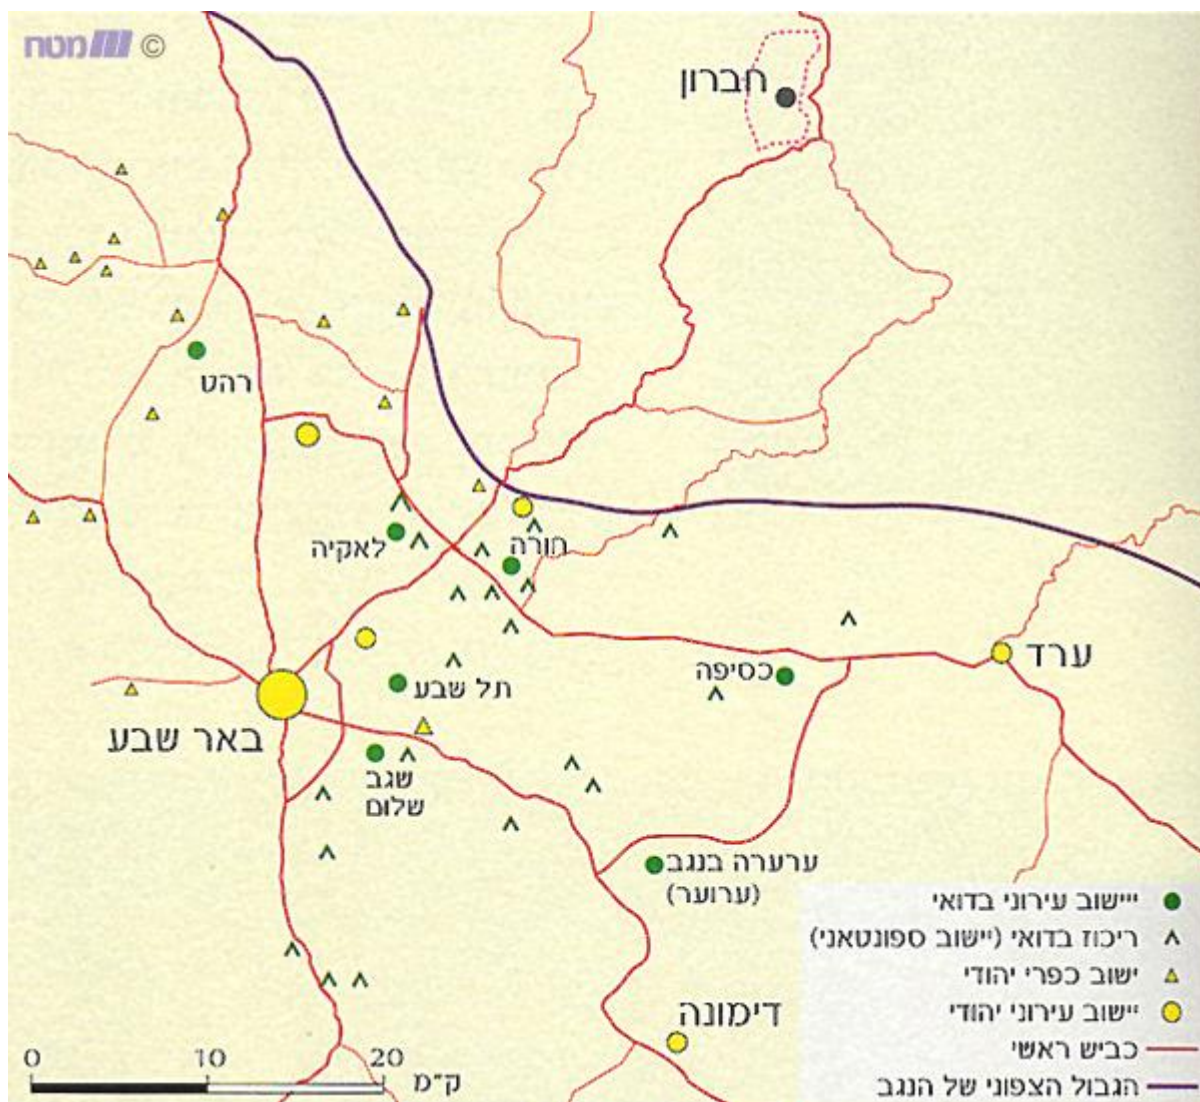 מטח ©
חברון
רהט
לאקיה
חורה
ערד
כסיפה
תל שבע
באר שבע
שגב
שלום
ערערה בנגב
(ערוער)
דימונה
יישוב עירוני בדואי
ריכוז בדואי (יישוב ספונטאני)
ישוב כפרי יהודי
יישוב עירוני יהודי
כביש ראשי
הגבול הצפוני של הנגב
0 10 20 ק״מ